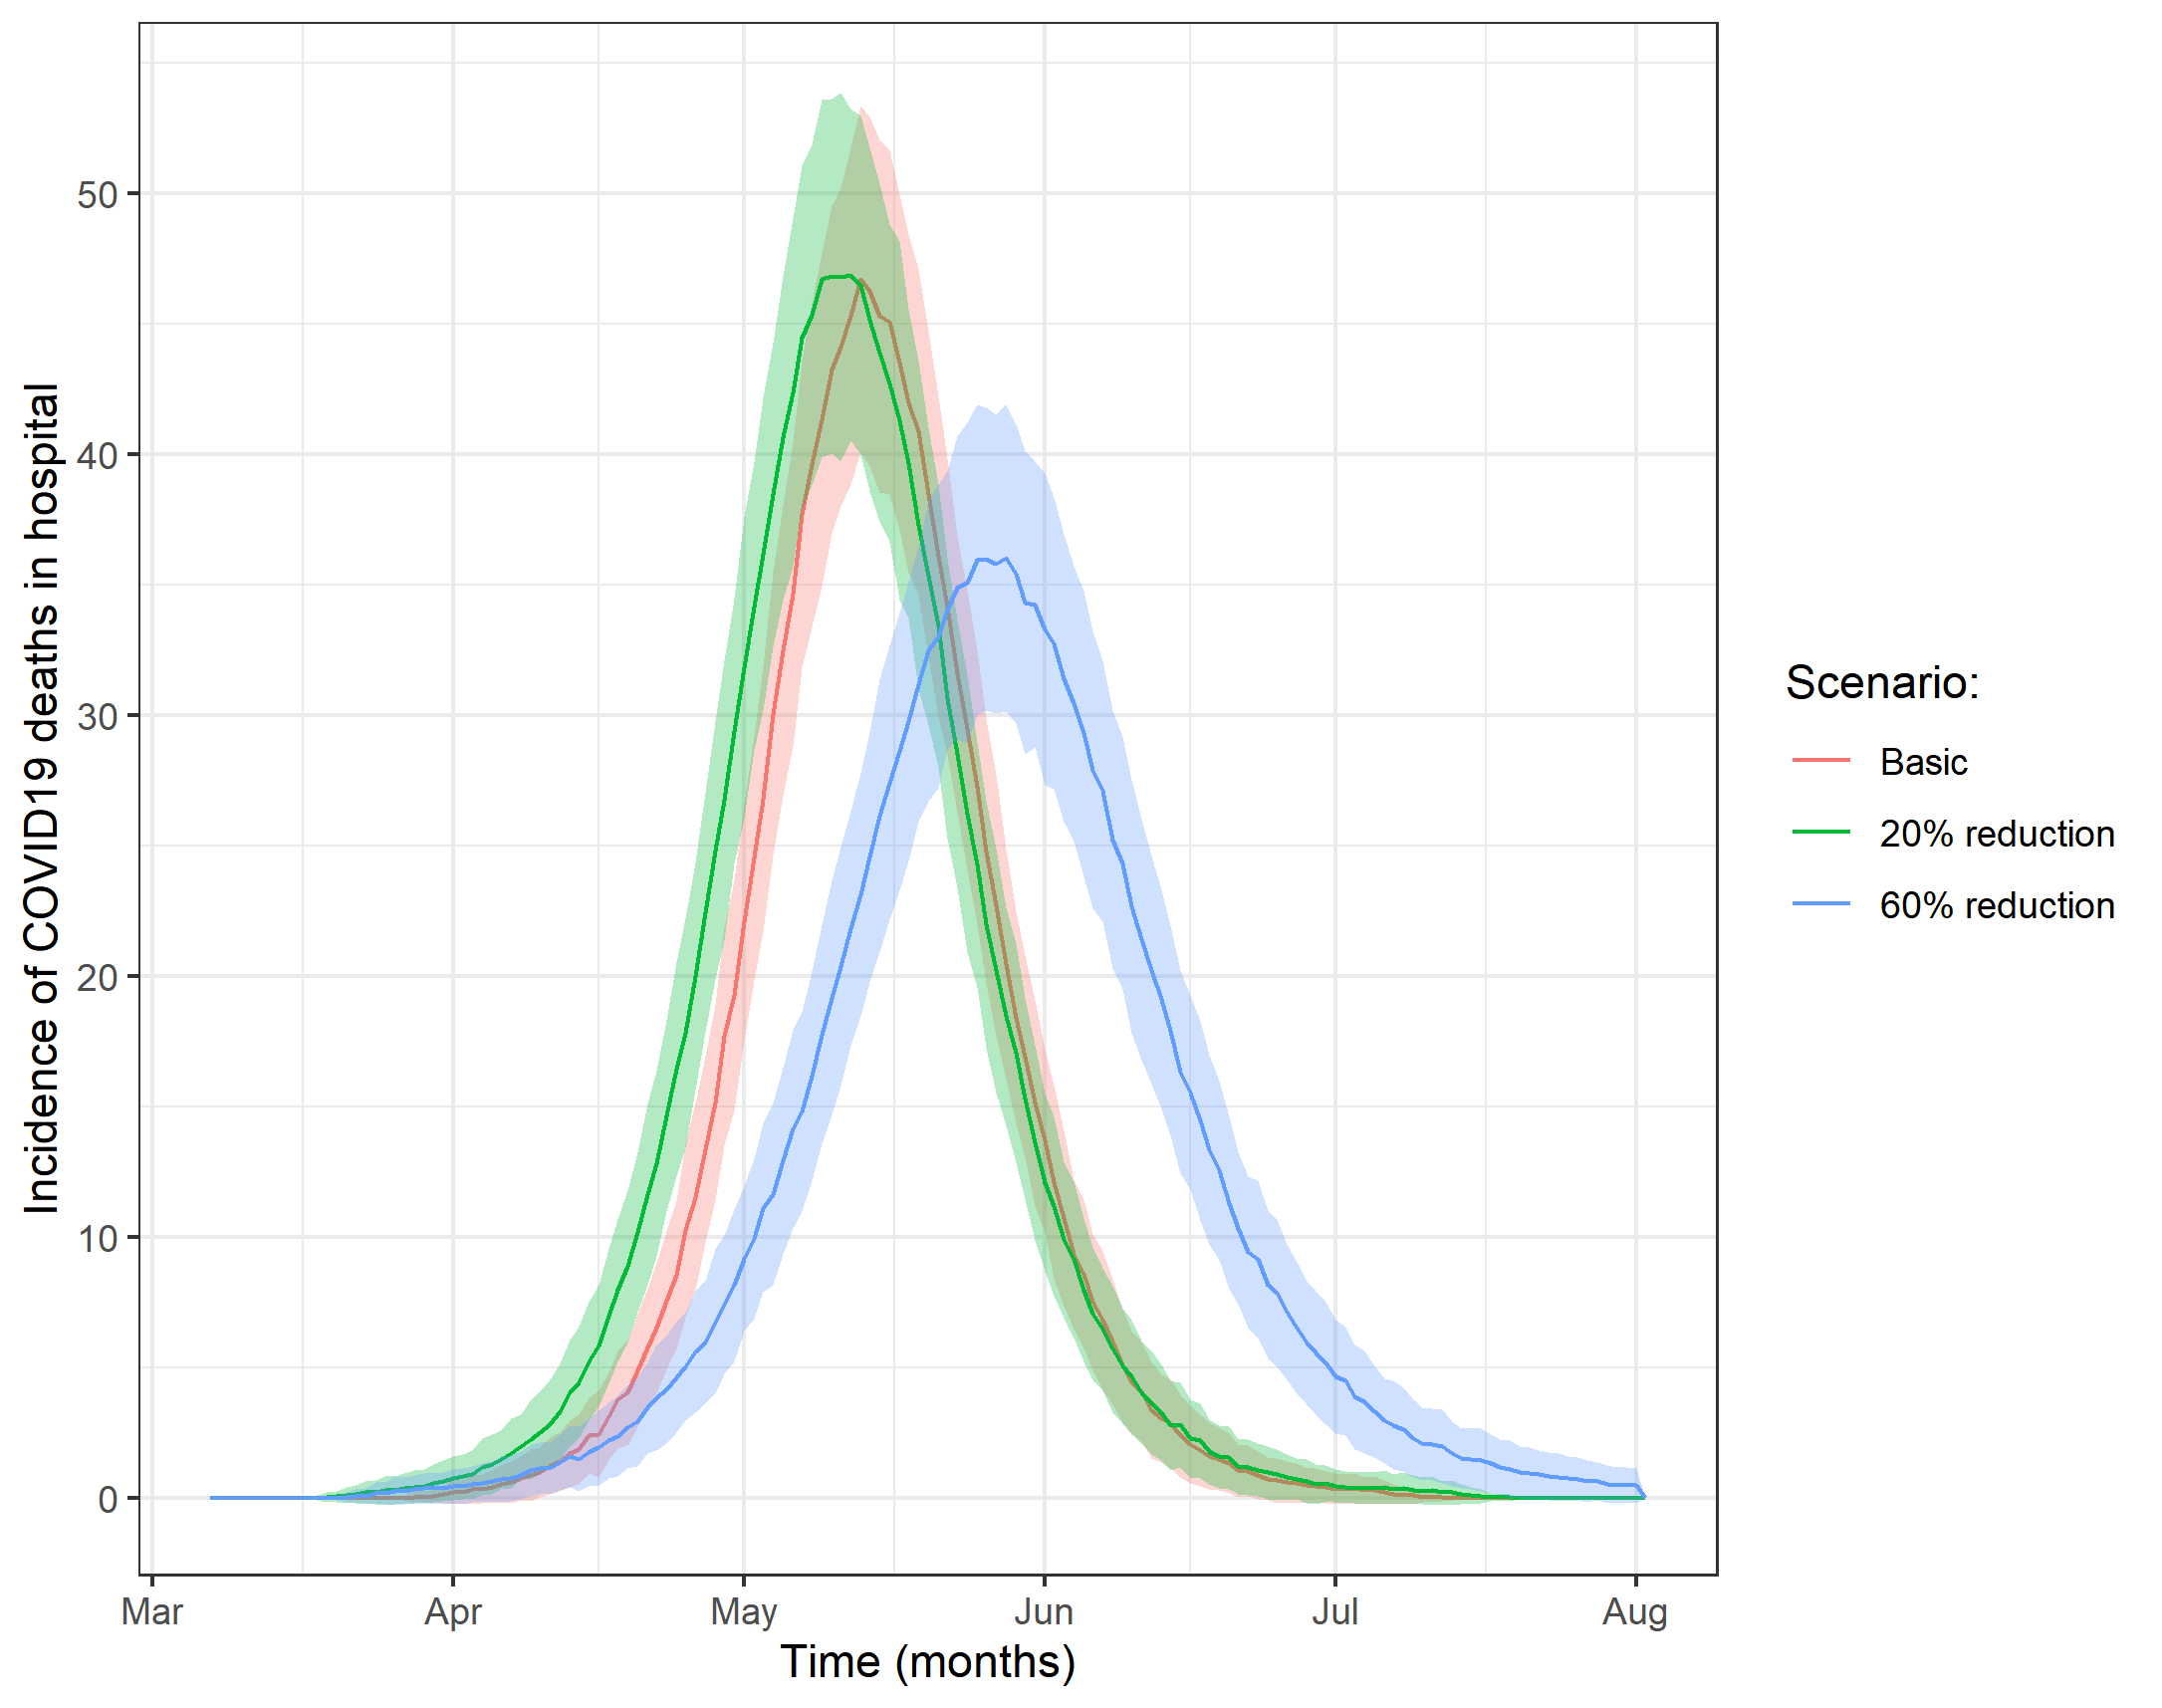 Incidence of COVID19 deaths in hospital
50
40
30
20
10
0
Mar
Apr
May
Jun
Jul
Aug
Time (months)
Scenario:
Basic
20% reduction
60% reduction